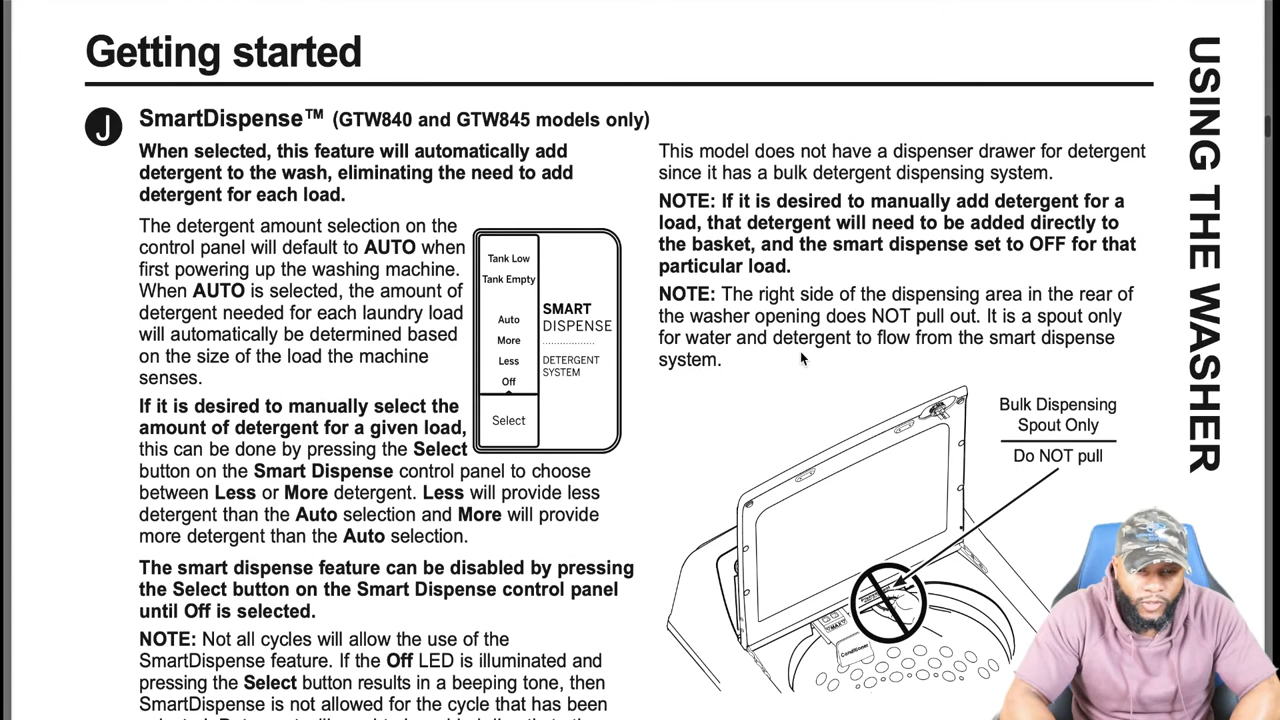 Getting started
J
SmartDispense™ (GTW840 and GTW845 models only)
When selected, this feature will automatically add
detergent to the wash, eliminating the need to add
detergent for each load.
The detergent amount selection on the
control panel will default to AUTO when
first powering up the washing machine.
When AUTO is selected, the amount of
detergent needed for each laundry load
will automatically be determined based
on the size of the load the machine
senses.
Tank Low
Tank Empty
Auto
More
Less
Off
Select
SMART
DISPENSE
DETERGENT
SYSTEM
If it is desired to manually select the
amount of detergent for a given load,
this can be done by pressing the Select
button on the Smart Dispense control panel to choose
between Less or More detergent. Less will provide less
detergent than the Auto selection and More will provide
more detergent than the Auto selection.
The smart dispense feature can be disabled by pressing
the Select button on the Smart Dispense control panel
until Off is selected.
NOTE: Not all cycles will allow the use of the
SmartDispense feature. If the Off LED is illuminated and
pressing the Select button results in a beeping tone, then
SmartDispense is not allowed for the cycle that has been
This model does not have a dispenser drawer for detergent
since it has a bulk detergent dispensing system.
NOTE: If it is desired to manually add detergent for a
load, that detergent will need to be added directly to
the basket, and the smart dispense set to OFF for that
particular load.
NOTE: The right side of the dispensing area in the rear of
the washer opening does NOT pull out. It is a spout only
for water and detergent to flow from the smart dispense
system.
Bulk Dispensing
Spout Only
Do NOT pull
MAX
Conditioner
USING THE WASHER